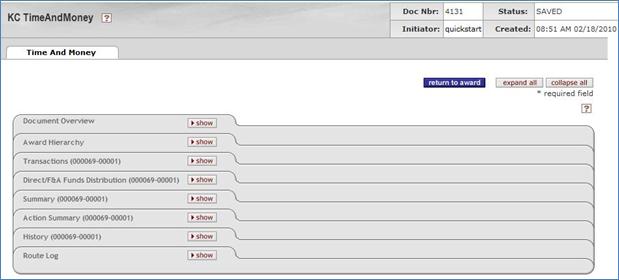 KC TimeAndMoney ?
Doc Nbr: 4131 Status: SAVED
Initiator: quickstart Created: 08:51 AM 02/18/2010
Time And Money
return to award expand all collapse all
* required field
?
Document Overview show
Award Hierarchy show
Transactions (000069-00001) show
Direct/F&A Funds Distribution (000069-00001) show
Summary (000069-00001) show
Action Summary (000069-00001) show
History (000069-00001) show
Route Log show